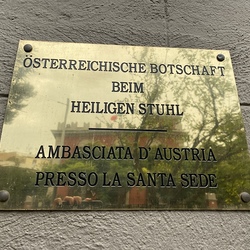 ÖSTERREICHISCHE BOTSCHAFT
BEIM
HEILIGEN STUHL
AMBASCIATA D'AUSTRIA
PRESSO LA SANTA SEDE